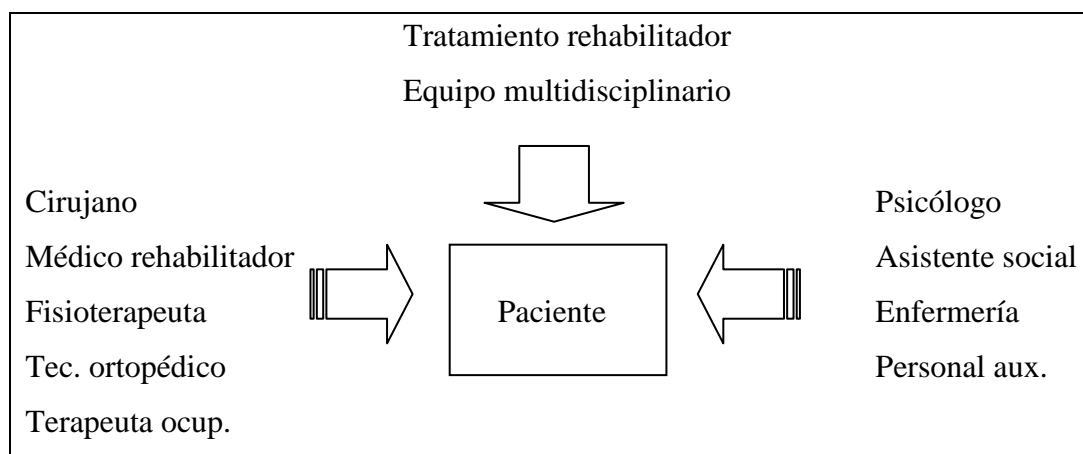 Tratamiento rehabilitador
Equipo multidisciplinario
Cirujano
Médico rehabilitador
Fisioterapeuta
Tec. ortopédico
Terapeuta ocup.
Paciente
Psicólogo
Asistente social
Enfermería
Personal aux.